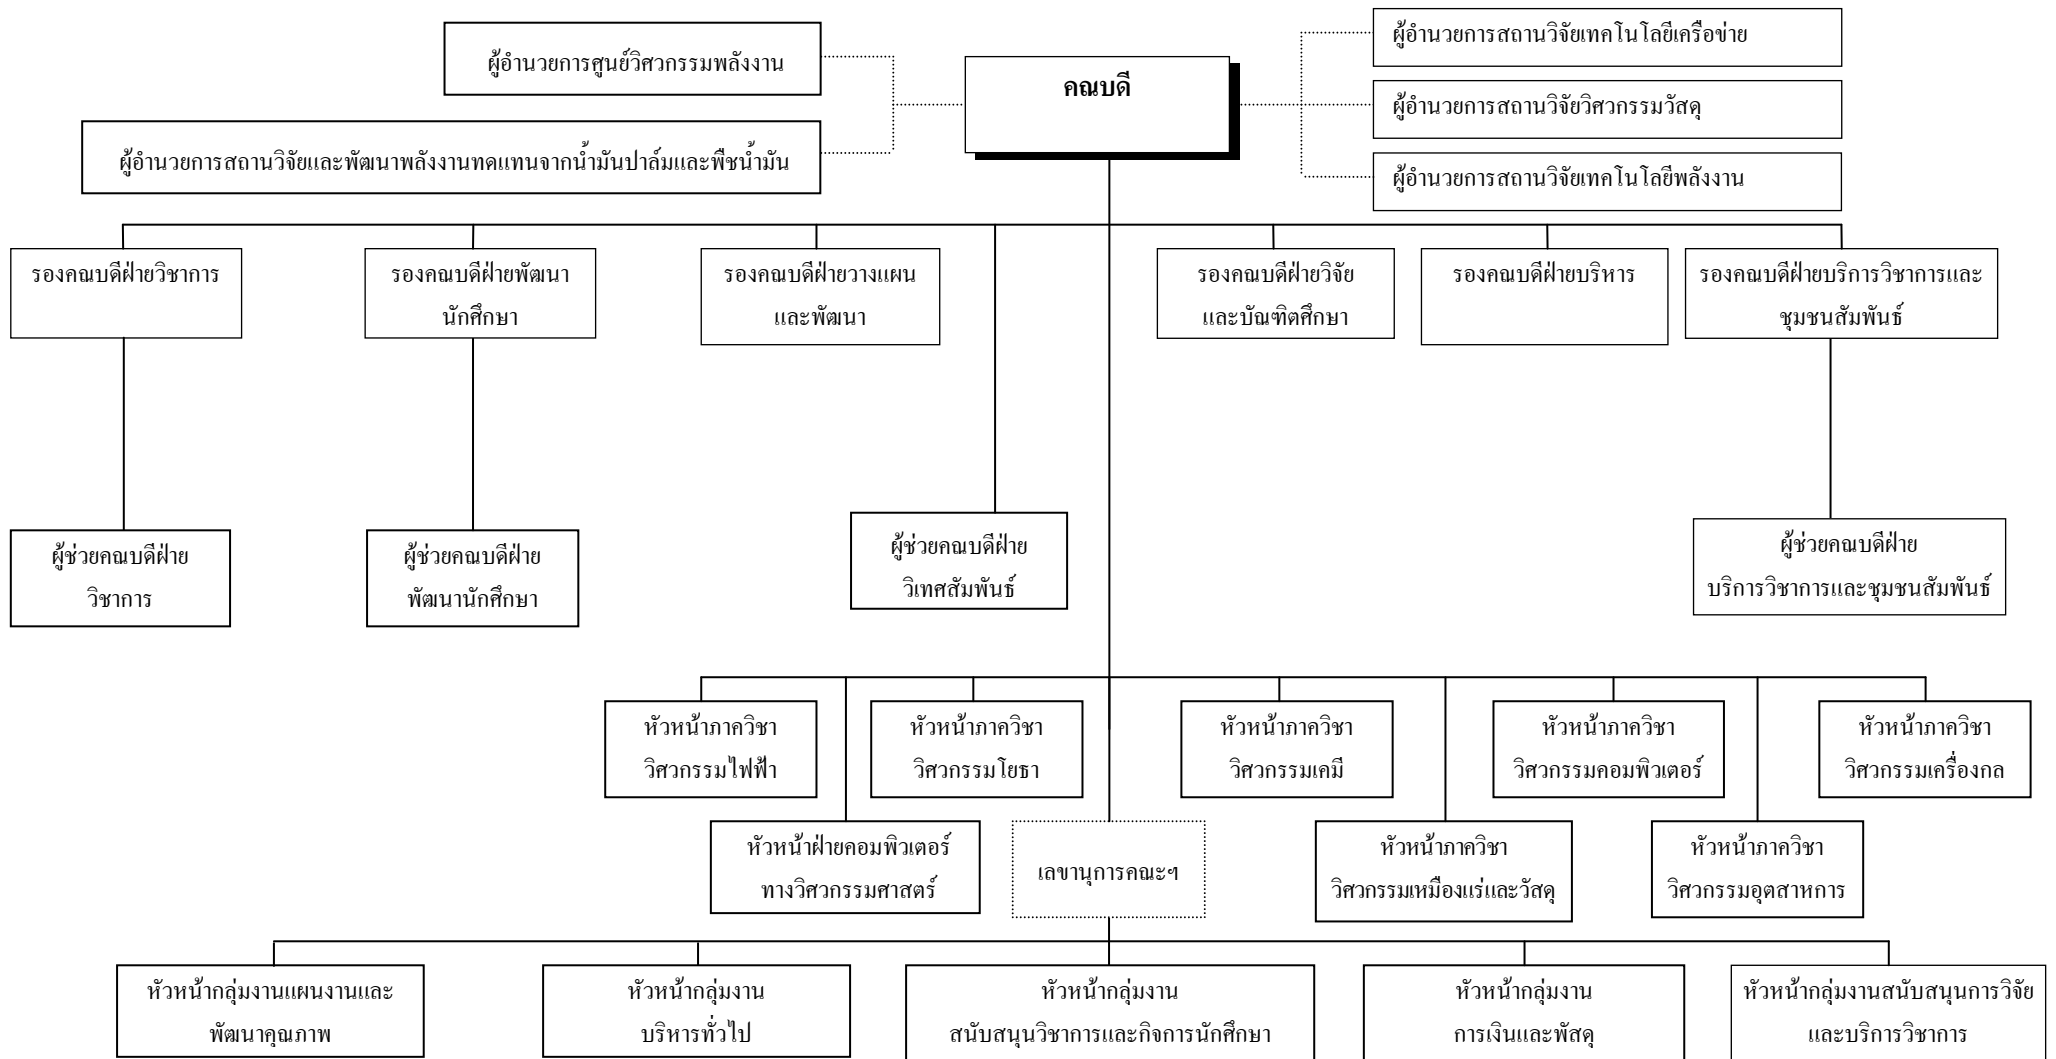 ผู้อำนวยการศูนย์วิศวกรรมพลังงาน
ผู้อำนวยการสถานวิจัยและพัฒนาพลังงานทดแทนจากน้ำมันปาล์มและพืชน้ำมัน
คณบดี
ผู้อำนวยการสถานวิจัยเทคโนโลยีเครือข่าย
ผู้อำนวยการสถานวิจัยวิศวกรรมวัสดุ
ผู้อำนวยการสถานวิจัยเทคโนโลยีพลังงาน
รองคณบดีฝ่ายวิชาการ
รองคณบดีฝ่ายพัฒนา
นักศึกษา
รองคณบดีฝ่ายวางแผน
และพัฒนา
รองคณบดีฝ่ายวิจัย
และบัณฑิตศึกษา
รองคณบดีฝ่ายบริหาร
รองคณบดีฝ่ายบริการวิชาการและ
ชุมชนสัมพันธ์
ผู้ช่วยคณบดีฝ่าย
วิชาการ
ผู้ช่วยคณบดีฝ่าย
พัฒนานักศึกษา
ผู้ช่วยคณบดีฝ่าย
วิเทศสัมพันธ์
ผู้ช่วยคณบดีฝ่าย
บริการวิชาการและชุมชนสัมพันธ์
หัวหน้าภาควิชา
วิศวกรรมไฟฟ้า
หัวหน้าภาควิชา
วิศวกรรมโยธา
หัวหน้าภาควิชา
วิศวกรรมเคมี
หัวหน้าภาควิชา
วิศวกรรมคอมพิวเตอร์
หัวหน้าภาควิชา
วิศวกรรมเครื่องกล
หัวหน้าฝ่ายคอมพิวเตอร์
ทางวิศวกรรมศาสตร์
เลขานุการคณะฯ
หัวหน้าภาควิชา
วิศวกรรมเหมืองแร่และวัสดุ
หัวหน้าภาควิชา
วิศวกรรมอุตสาหการ
หัวหน้ากลุ่มงานแผนงานและ
พัฒนาคุณภาพ
หัวหน้ากลุ่มงาน
บริหารทั่วไป
หัวหน้ากลุ่มงาน
สนับสนุนวิชาการและกิจการนักศึกษา
หัวหน้ากลุ่มงาน
การเงินและพัสดุ
หัวหน้ากลุ่มงานสนับสนุนการวิจัย
และบริการวิชาการ